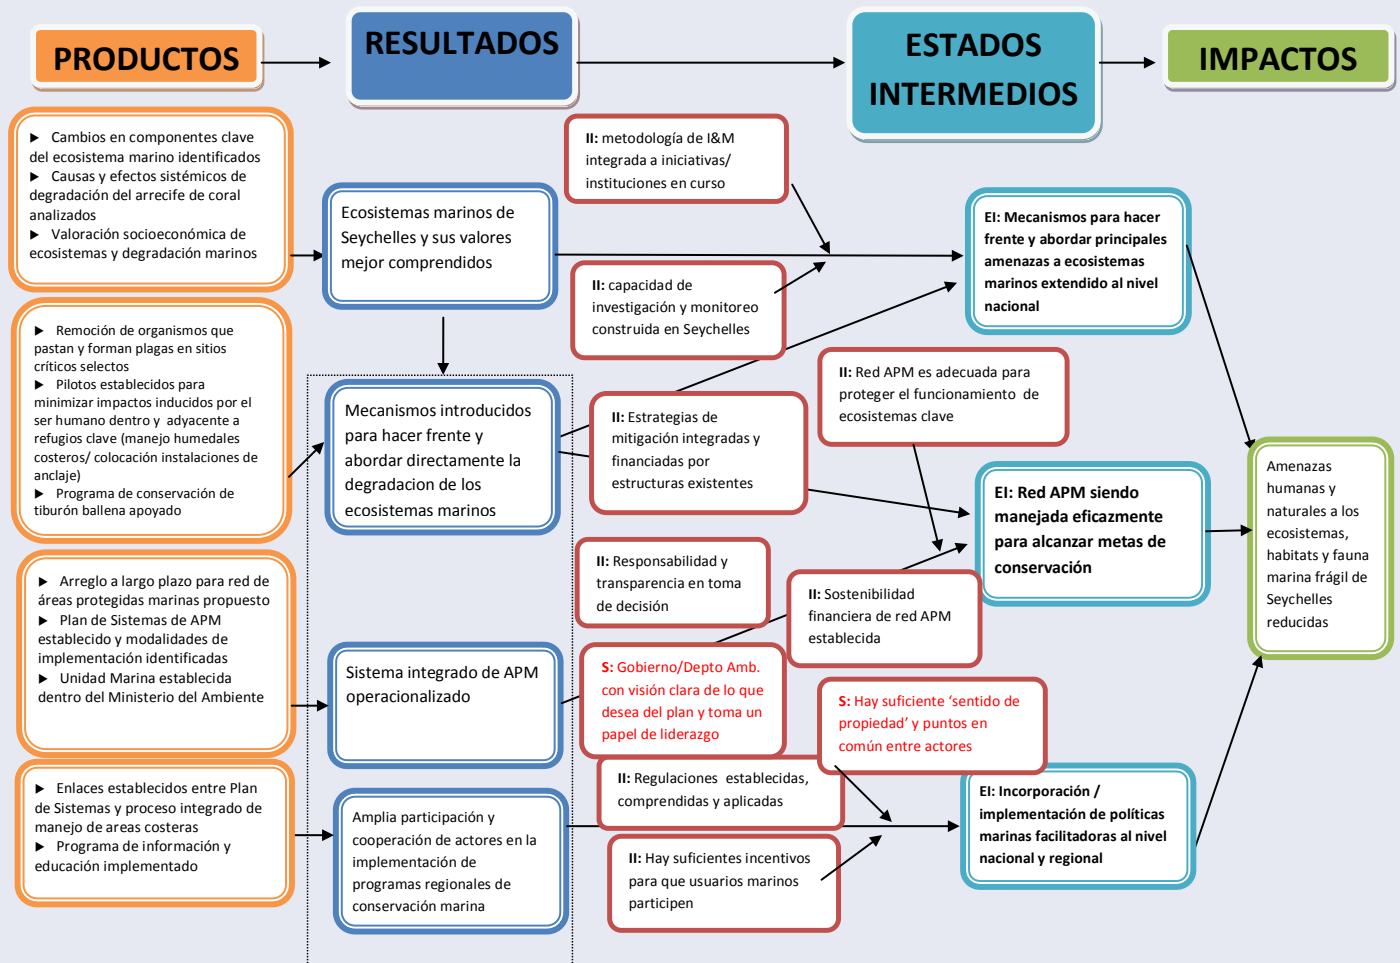 PRODUCTOS
RESULTADOS
ESTADOS
INTERMEDIOS
IMPACTOS
► Cambios en componentes clave
del ecosistema marino identificados
► Causas y efectos sistémicos de
degradación del arrecife de coral
analizados
► Valoración socioeconómica de
ecosistemas y degradación marinos
► Remoción de organismos que
pastan y forman plagas en sitios
críticos selectos
► Pilotos establecidos para
minimizar impactos inducidos por el
ser humano dentro y adyacente a
refugios clave (manejo humedales
costeros/ colocación instalaciones de
anclaje)
► Programa de conservación de
tiburón ballena apoyado
► Arreglo a largo plazo para red de
áreas protegidas marinas propuesto
► Plan de Sistemas de APM
establecido y modalidades de
implementación identificadas
► Unidad Marina establecida
dentro del Ministerio del Ambiente
► Enlaces establecidos entre Plan
de Sistemas y proceso integrado de
manejo de areas costeras
► Programa de información y
educación implementado
Ecosistemas marinos de
Seychelles y sus valores
mejor comprendidos
Mecanismos introducidos
para hacer frente y
abordar directamente la
degradacion de los
ecosistemas marinos
Sistema integrado de APM
operacionalizado
Amplia participación y
cooperación de actores en la
implementación de
programas regionales de
conservación marina
II: metodología de I&M
integrada a iniciativas/
instituciones en curso
II: capacidad de
investigación y monitoreo
construida en Seychelles
II: Estrategias de
mitigación integradas y
financiadas por
estructuras existentes
II: Red APM es adecuada para
proteger el funcionamiento de
ecosistemas clave
II: Responsabilidad y
transparencia en toma
de decisión
II: Sostenibilidad
financiera de red APM
establecida
S: Gobierno/Depto Amb.
con visión clara de lo que
desea del plan y toma un
papel de liderazgo
S: Hay suficiente ‘sentido de
propiedad’ y puntos en
común entre actores
II: Regulaciones establecidas,
comprendidas y aplicadas
II: Hay suficientes incentivos
para que usuarios marinos
participen
EI: Mecanismos para hacer
frente y abordar principales
amenazas a ecosistemas
marinos extendido al nivel
nacional
EI: Red APM siendo
manejada eficazmente
para alcanzar metas de
conservación
EI: Incorporación /
implementación de políticas
marinas facilitadoras al nivel
nacional y regional
Amenazas
humanas y
naturales a los
ecosistemas,
habitats y fauna
marina frágil de
Seychelles
reducidas